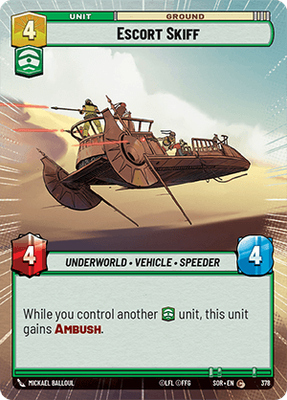 UNIT GROUND
4 Escort Skiff
4 UNDERWORLD • VEHICLE • SPEEDER 4
While you control another unit, this unit
gains AMBUSH.
MICKAEL BALLOUL ©LFL ©FFG SOR • EN C 378